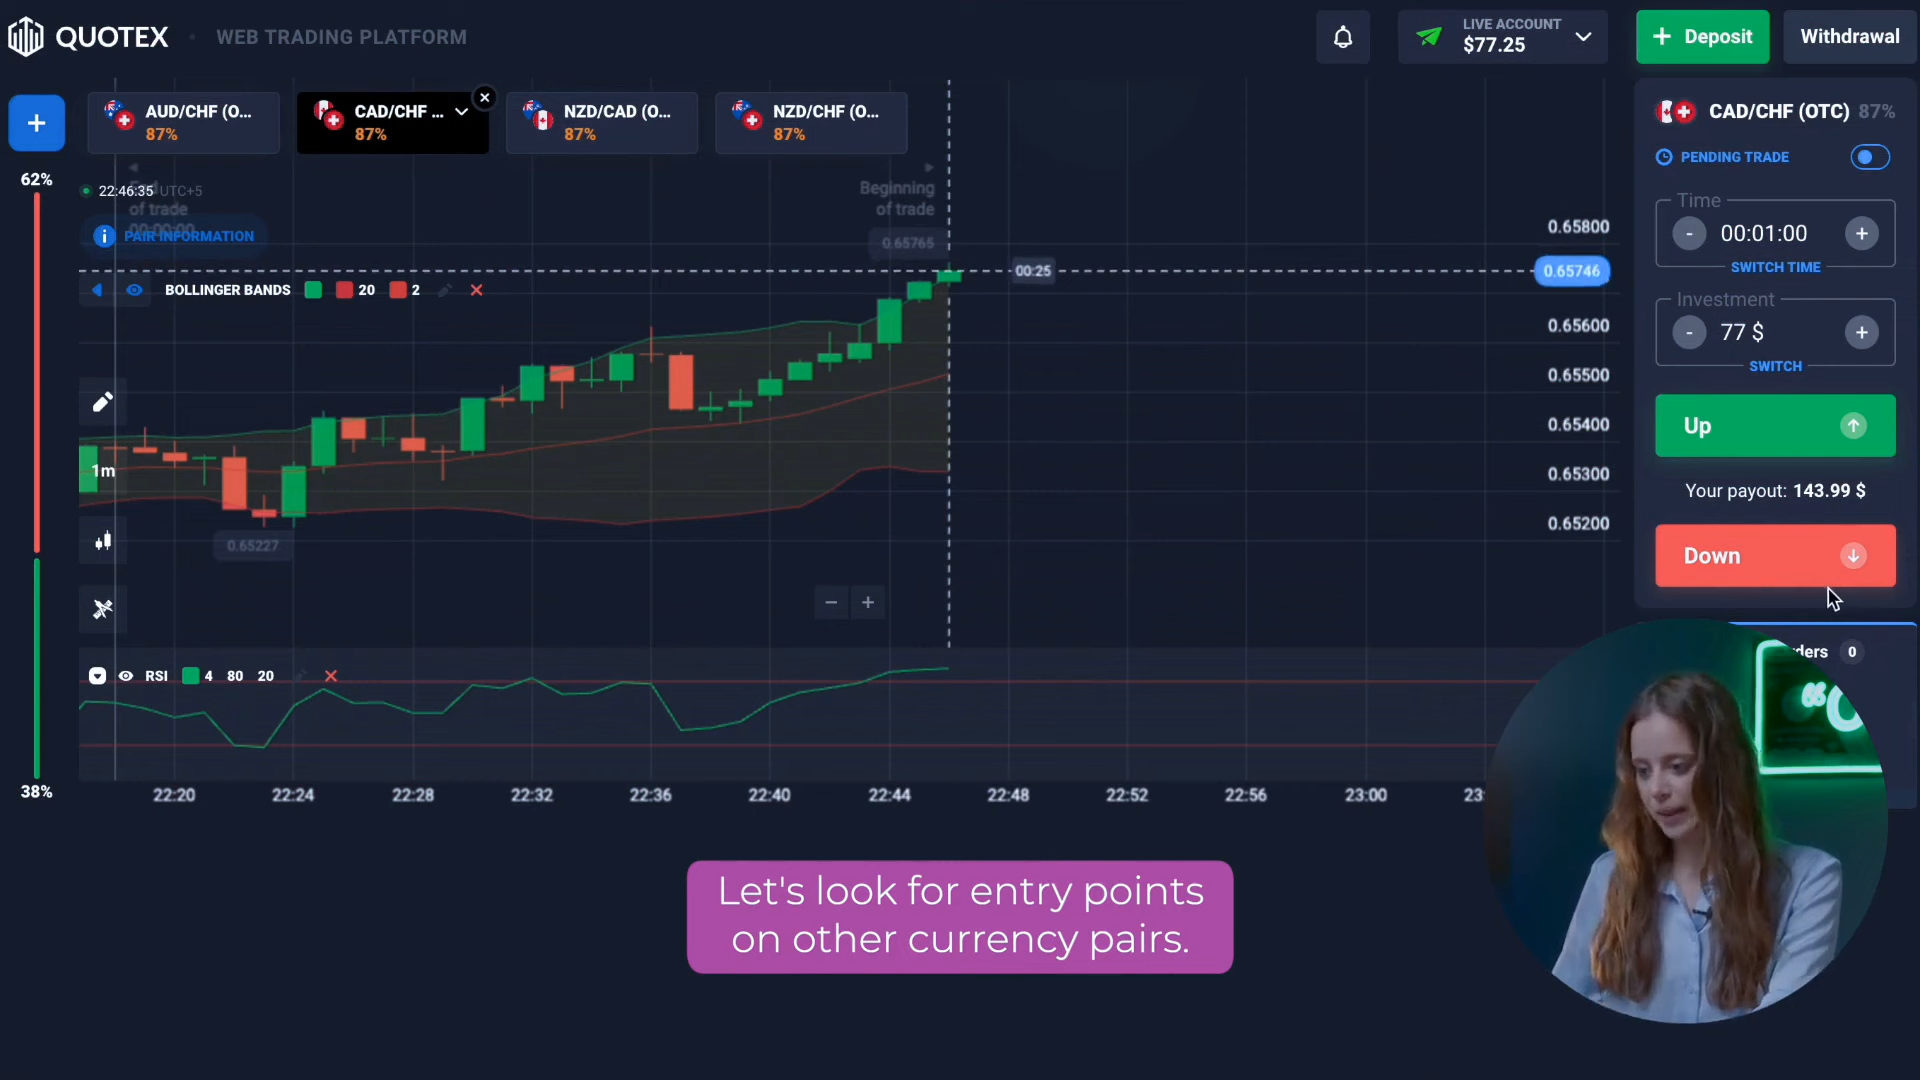 QUOTEX
WEB TRADING PLATFORM
LIVE ACCOUNT
$77.25
+ Deposit
Withdrawal
AUD/CHF (O...
87%
CAD/CHF ...
87%
NZD/CAD (O...
87%
NZD/CHF (O...
87%
62%
22:46:35 UTC+5
End
of trade
00:00:00
Beginning
of trade
0.65765
PAIR INFORMATION
BOLLINGER BANDS 20 2
00:25
0.65800
0.65746
0.65600
0.65500
0.65400
0.65300
0.65200
1m
0.65227
RSI 4 80 20
38%
22:20 22:24 22:28 22:32 22:36 22:40 22:44 22:48 22:52 22:56 23:00 23:
CAD/CHF (OTC) 87%
PENDING TRADE
Time
- 00:01:00 +
SWITCH TIME
Investment
- 77 $ +
SWITCH
Up
Your payout: 143.99 $
Down
ders 0
Let's look for entry points
on other currency pairs.